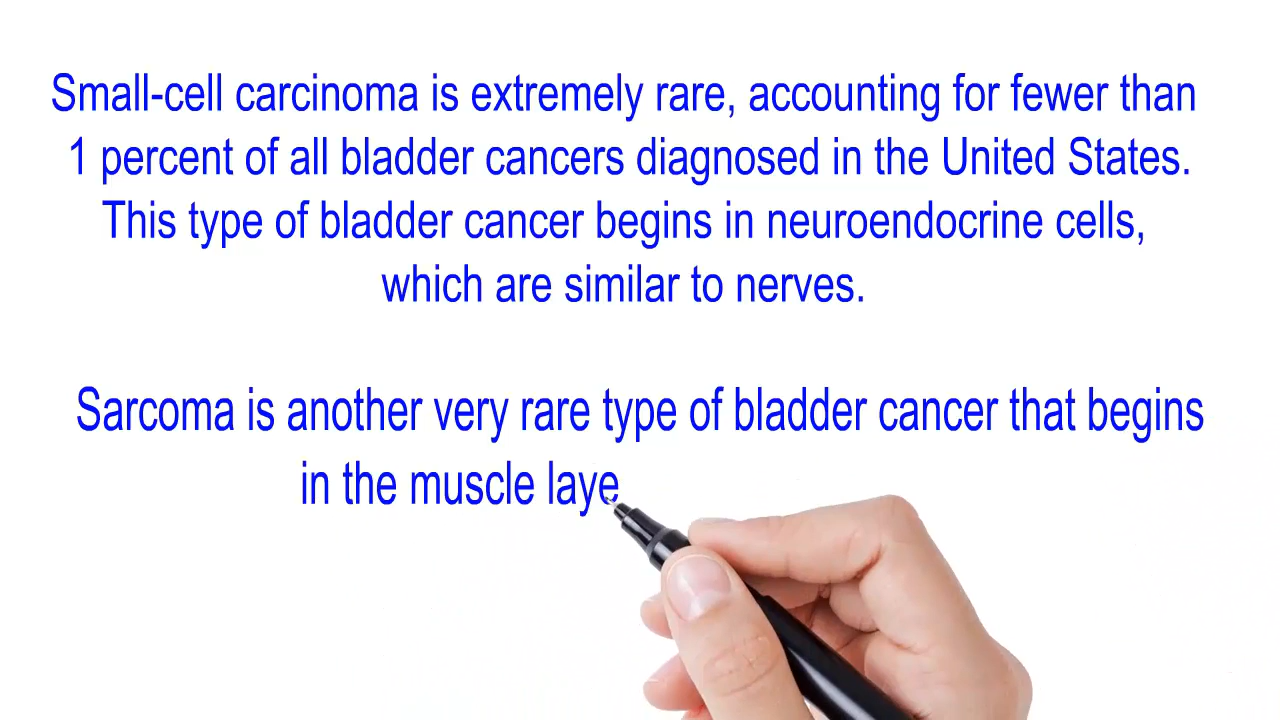 Small-cell carcinoma is extremely rare, accounting for fewer than
1 percent of all bladder cancers diagnosed in the United States.
This type of bladder cancer begins in neuroendocrine cells,
which are similar to nerves.
Sarcoma is another very rare type of bladder cancer that begins
in the muscle laye